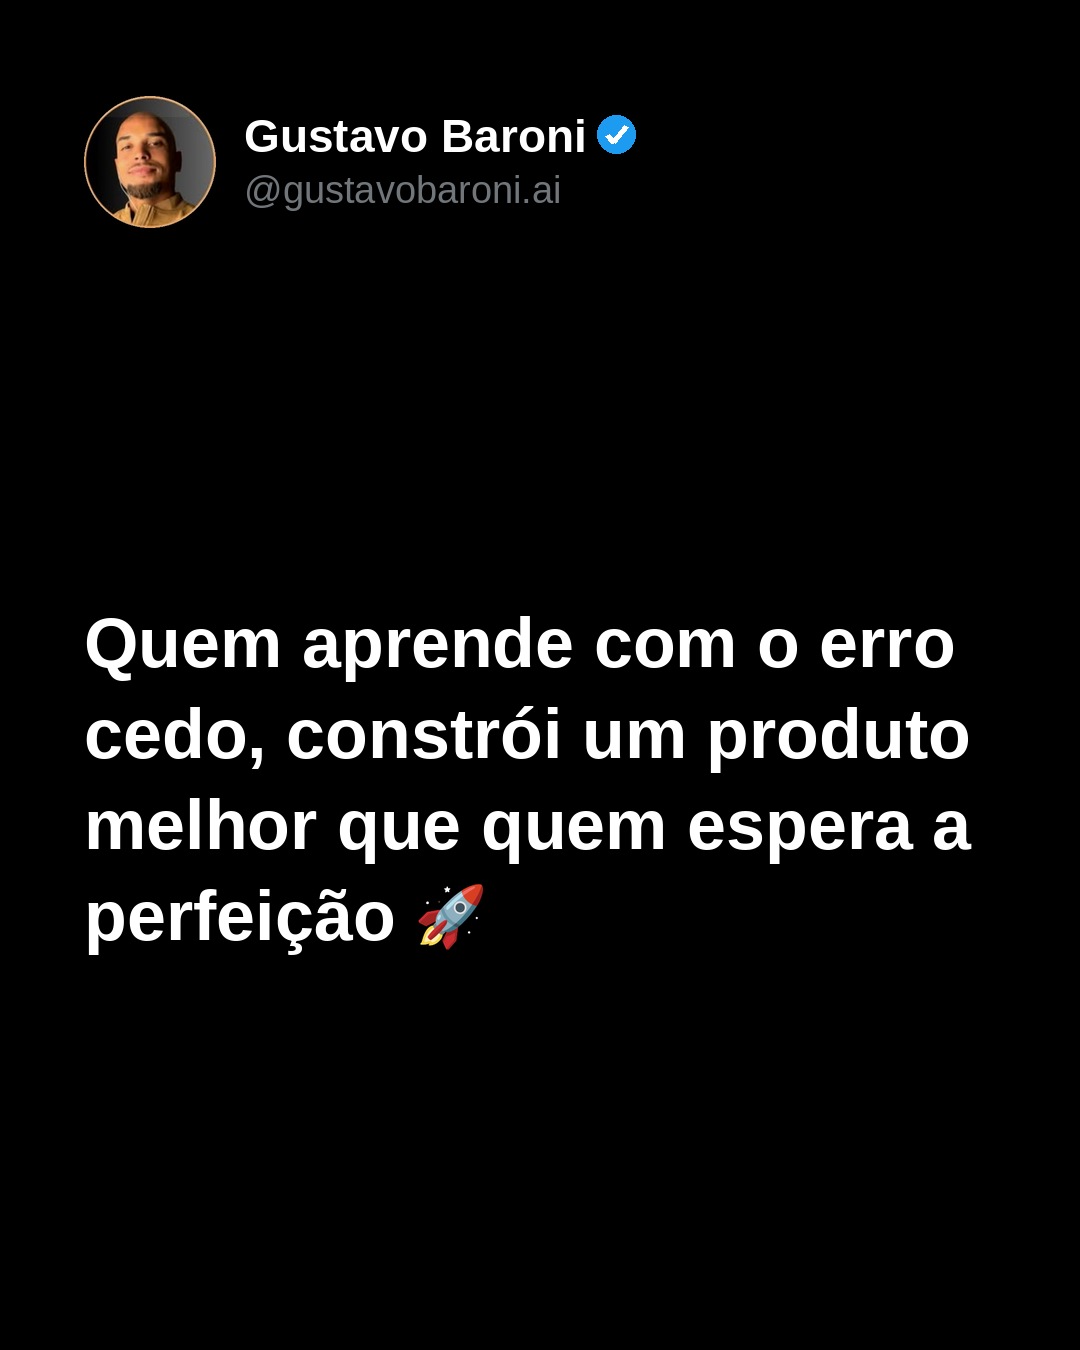 Gustavo Baroni
@gustavobaroni.ai
Quem aprende com o erro
cedo, constrói um produto
melhor que quem espera a
perfeição 🚀